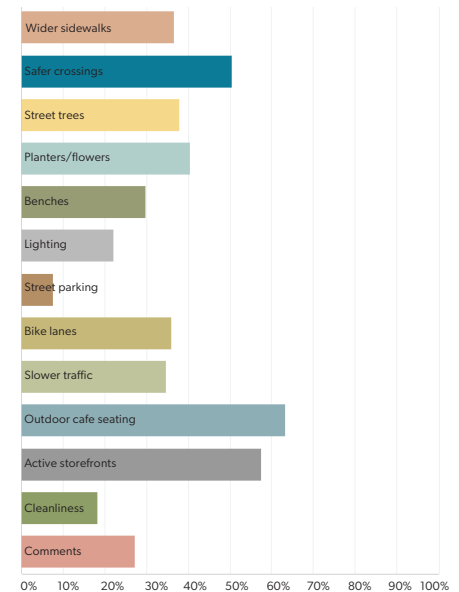 Wider sidewalks
Safer crossings
Street trees
Planters/flowers
Benches
Lighting
Street parking
Bike lanes
Slower traffic
Outdoor cafe seating
Active storefronts
Cleanliness
Comments
0% 10% 20% 30% 40% 50% 60% 70% 80% 90% 100%